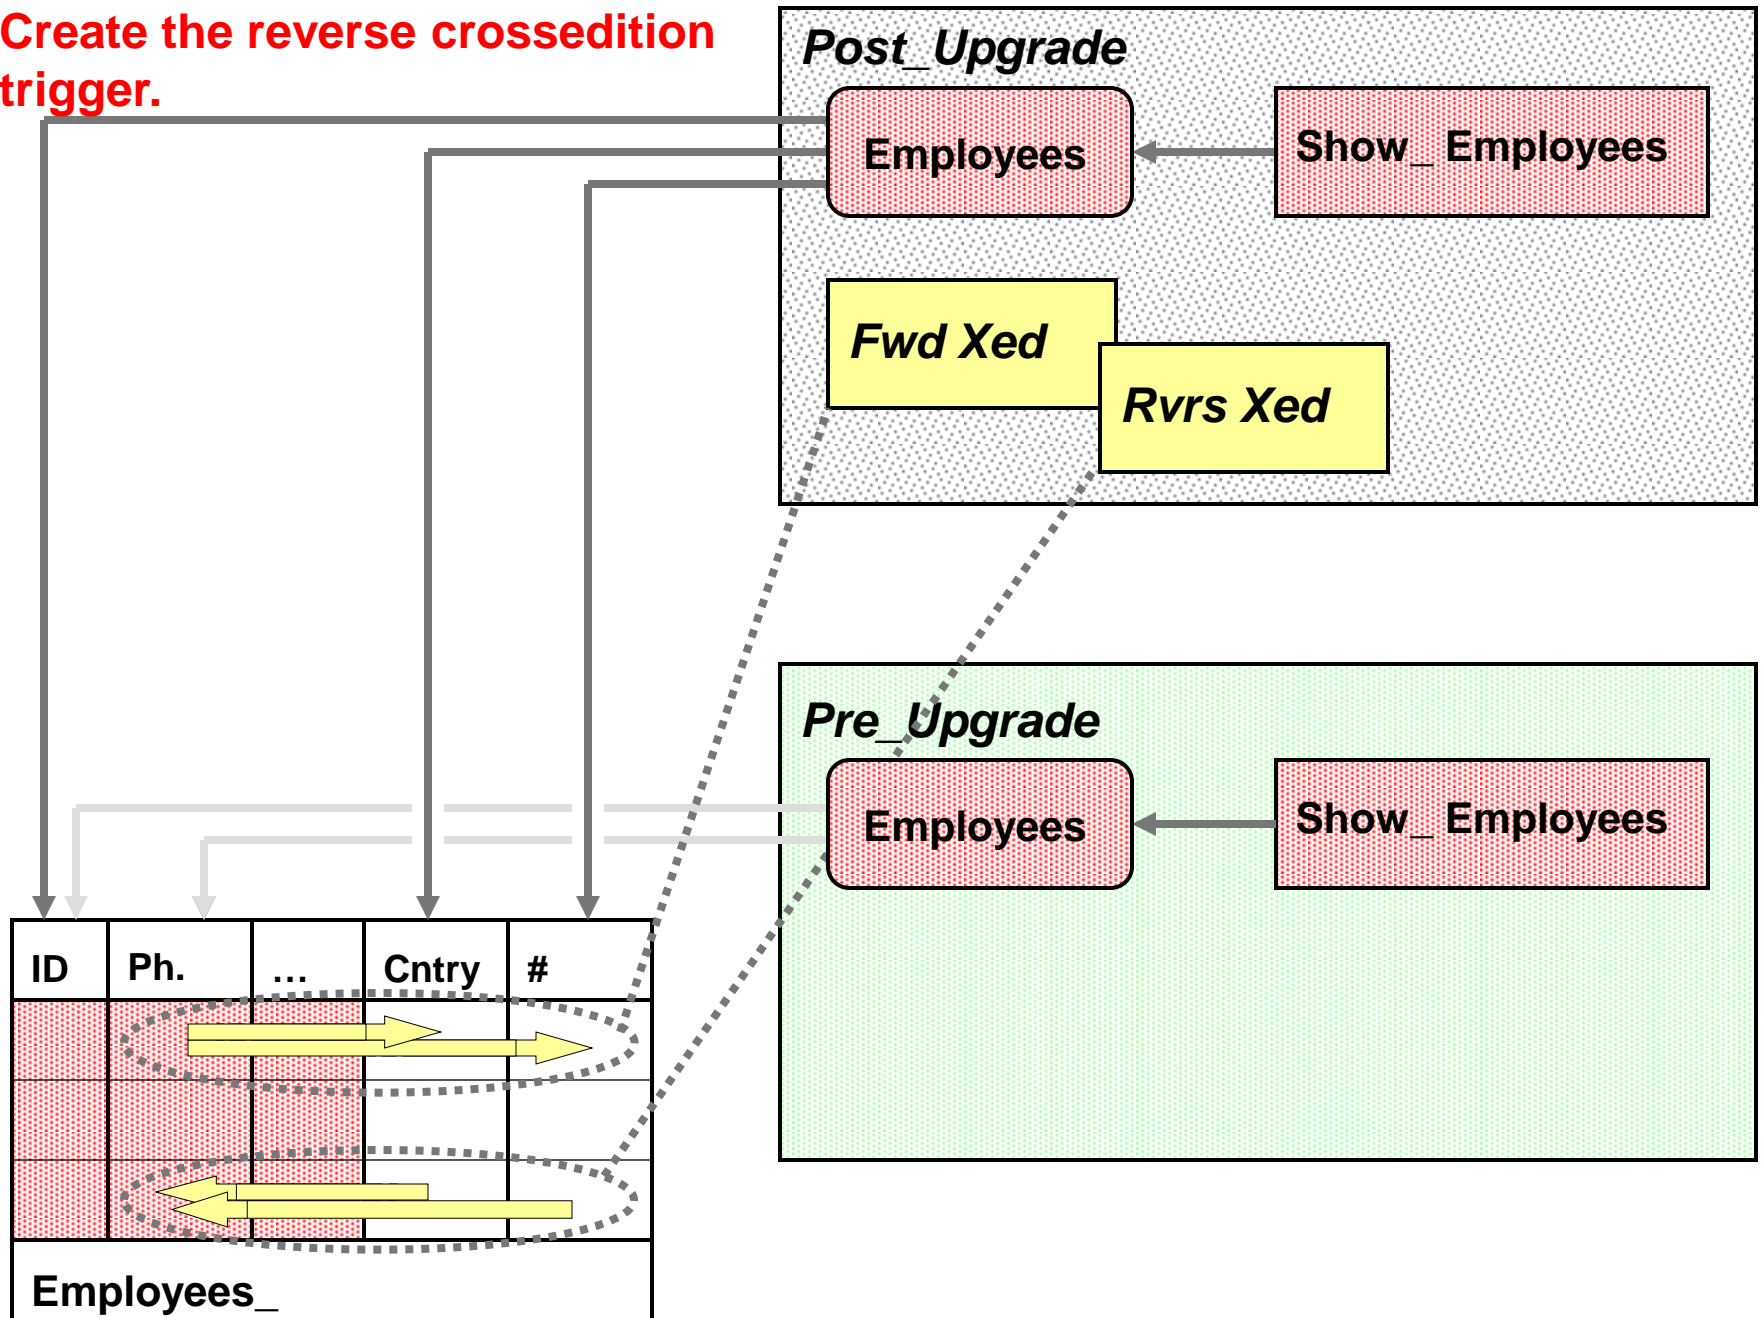 Create the reverse crossedition
trigger.
Post_Upgrade
Employees
Show_ Employees
Fwd Xed
Rvrs Xed
Pre_Upgrade
Employees
Show_ Employees
ID Ph. ... Cntry #
Employees_